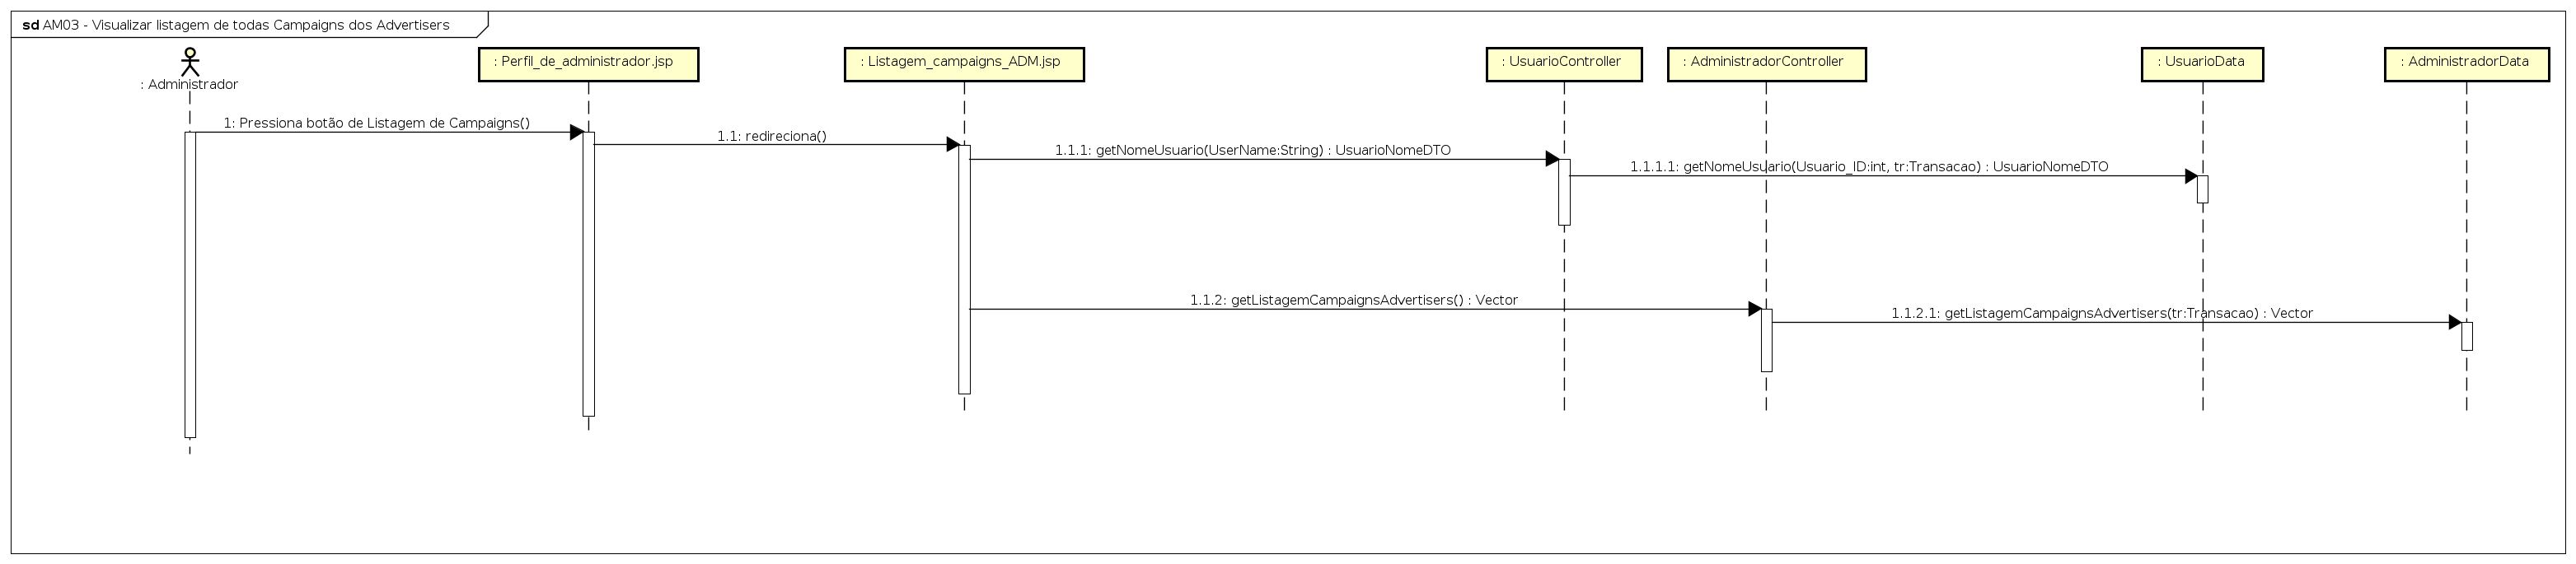 sd AM03 - Visualizar listagem de todas Campaigns dos Advertisers
: Administrador
: Perfil_de_administrador.jsp
: Listagem_campaigns_ADM.jsp
: UsuarioController
: AdministradorController
: UsuarioData
: AdministradorData
1: Pressiona botão de Listagem de Campaigns()
1.1: redireciona()
1.1.1: getNomeUsuario(UserName:String) : UsuarioNomeDTO
1.1.1.1: getNomeUsuario(Usuario_ID:int, tr:Transacao) : UsuarioNomeDTO
1.1.2: getListagemCampaignsAdvertisers() : Vector
1.1.2.1: getListagemCampaignsAdvertisers(tr:Transacao) : Vector